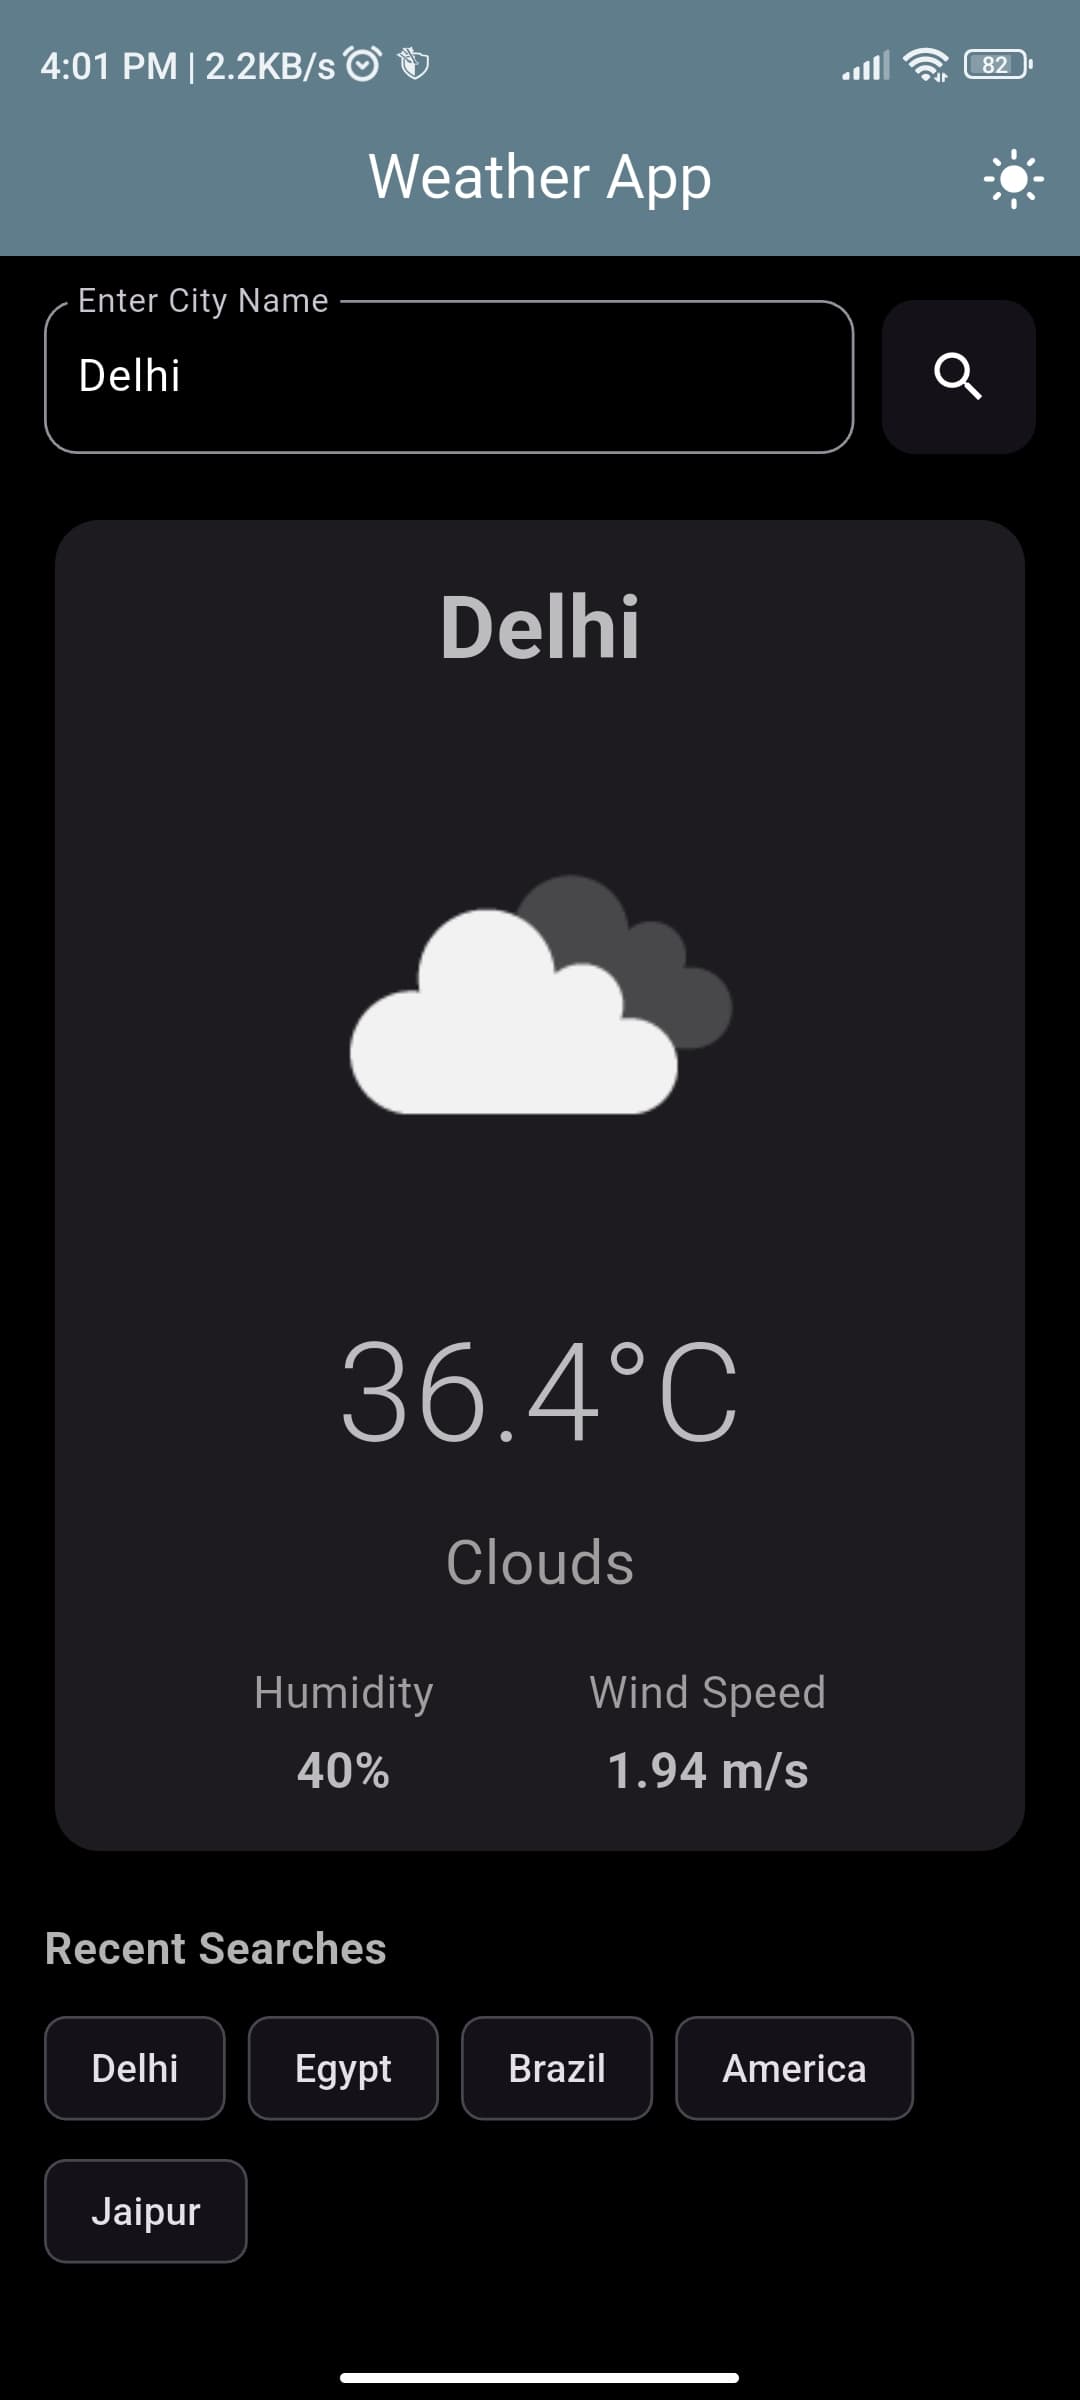 4:01 PM | 2.2KB/s 82
Weather App
Enter City Name
Delhi
Delhi
36.4°C
Clouds
Humidity Wind Speed
40% 1.94 m/s
Recent Searches
Delhi Egypt Brazil America
Jaipur